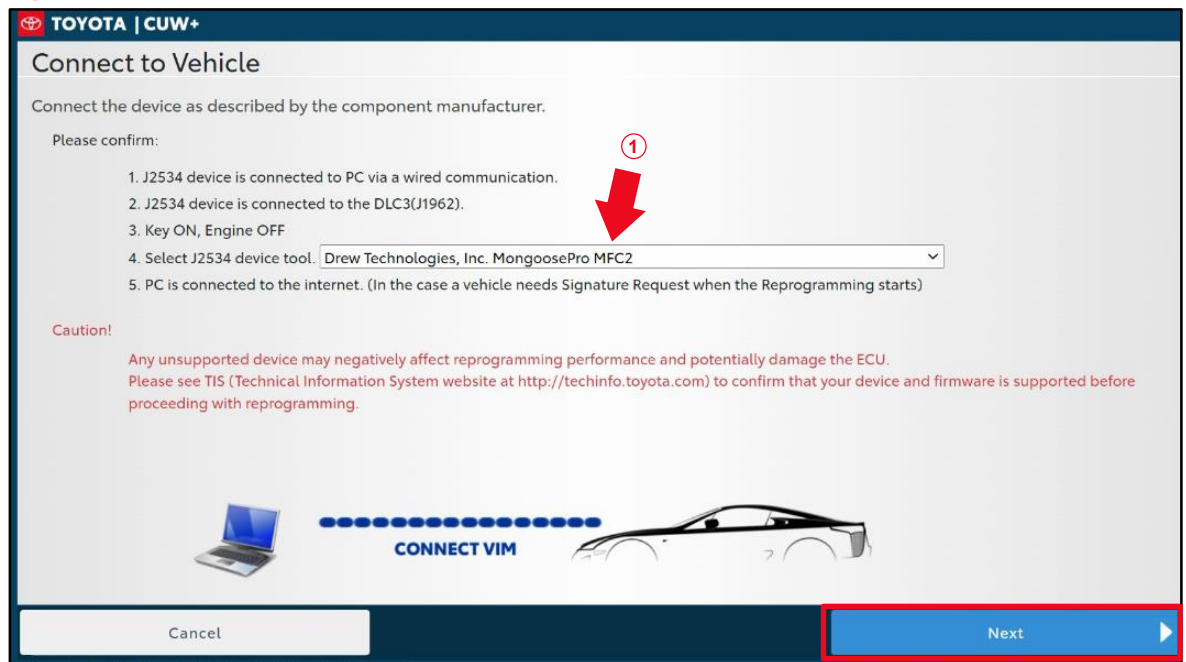 TOYOTA | CUW+
Connect to Vehicle
Connect the device as described by the component manufacturer.
Please confirm:
1
1. J2534 device is connected to PC via a wired communication.
2. J2534 device is connected to the DLC3(J1962).
3. Key ON, Engine OFF
4. Select J2534 device tool. Drew Technologies, Inc. MongoosePro MFC2
5. PC is connected to the internet. (In the case a vehicle needs Signature Request when the Reprogramming starts)
Caution!
Any unsupported device may negatively affect reprogramming performance and potentially damage the ECU.
Please see TIS (Technical Information System website at http://techinfo.toyota.com) to confirm that your device and firmware is supported before
proceeding with reprogramming.
CONNECT VIM
Cancel
Next